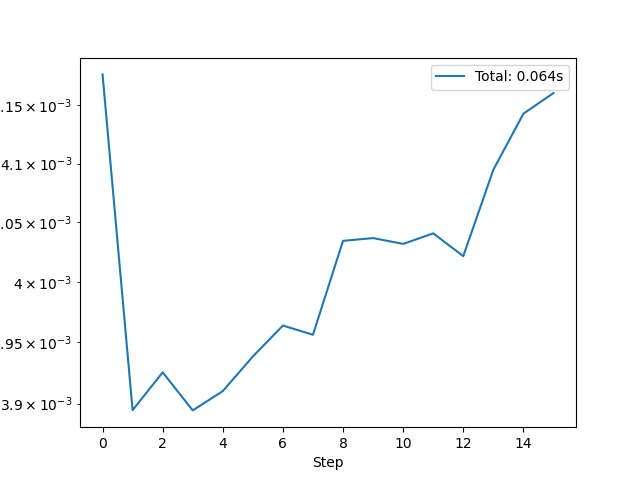 Total: 0.064s
.15 × 10⁻³
4.1 × 10⁻³
.05 × 10⁻³
4 × 10⁻³
.95 × 10⁻³
3.9 × 10⁻³
0 2 4 6 8 10 12 14
Step